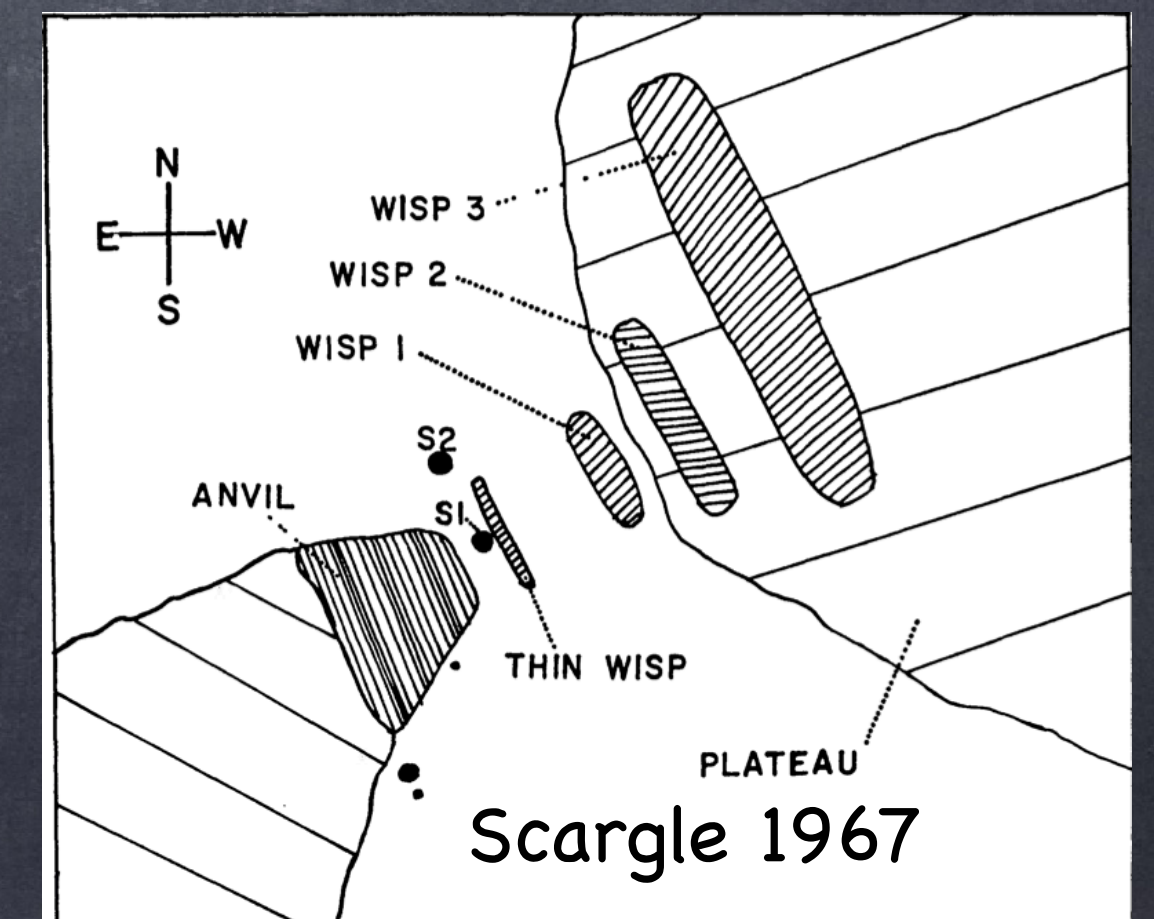 N
E W
S
WISP 3
WISP 2
WISP 1
S2
ANVIL
S1
THIN WISP
PLATEAU
Scargle 1967